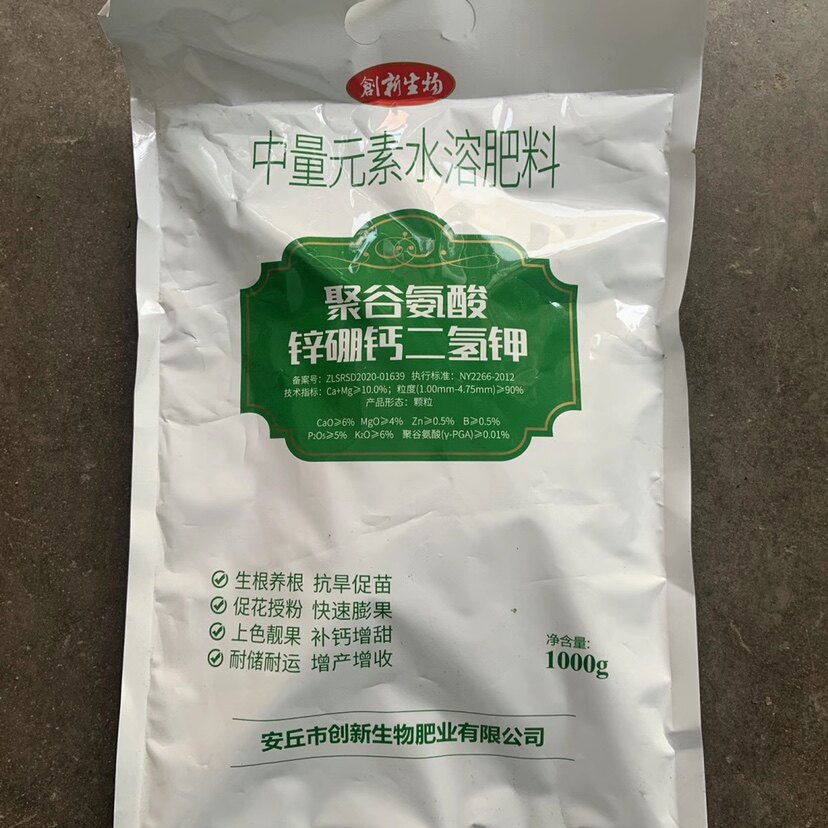 創新生物
中量元素水溶肥料
聚谷氨酸
锌硼钙二氢钾
备案号：ZLSRSD2020-01639 执行标准：NY2266-2012
技术指标：Ca+Mg≥10.0%；粒度(1.00mm-4.75mm)≥90%
产品形态：颗粒
CaO≥6% MgO≥4% Zn≥0.5% B≥0.5%
P₂O₅≥5% K₂O≥6% 聚谷氨酸(γ-PGA)≥0.01%
生根养根 抗旱促苗
促花授粉 快速膨果
上色靓果 补钙增甜
耐储耐运 增产增收
净含量：
1000g
安丘市创新生物肥业有限公司